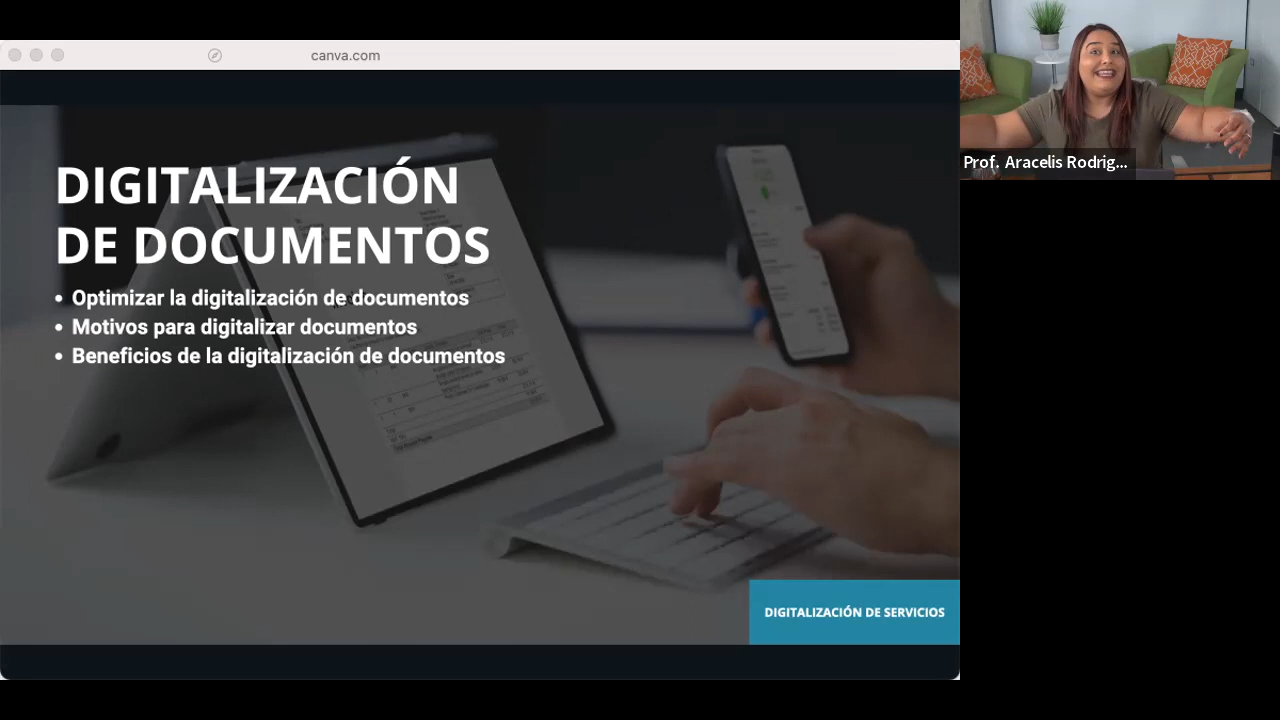 canva.com
DIGITALIZACIÓN
DE DOCUMENTOS
• Optimizar la digitalización de documentos
• Motivos para digitalizar documentos
• Beneficios de la digitalización de documentos
DIGITALIZACIÓN DE SERVICIOS
Prof. Aracelis Rodrig...